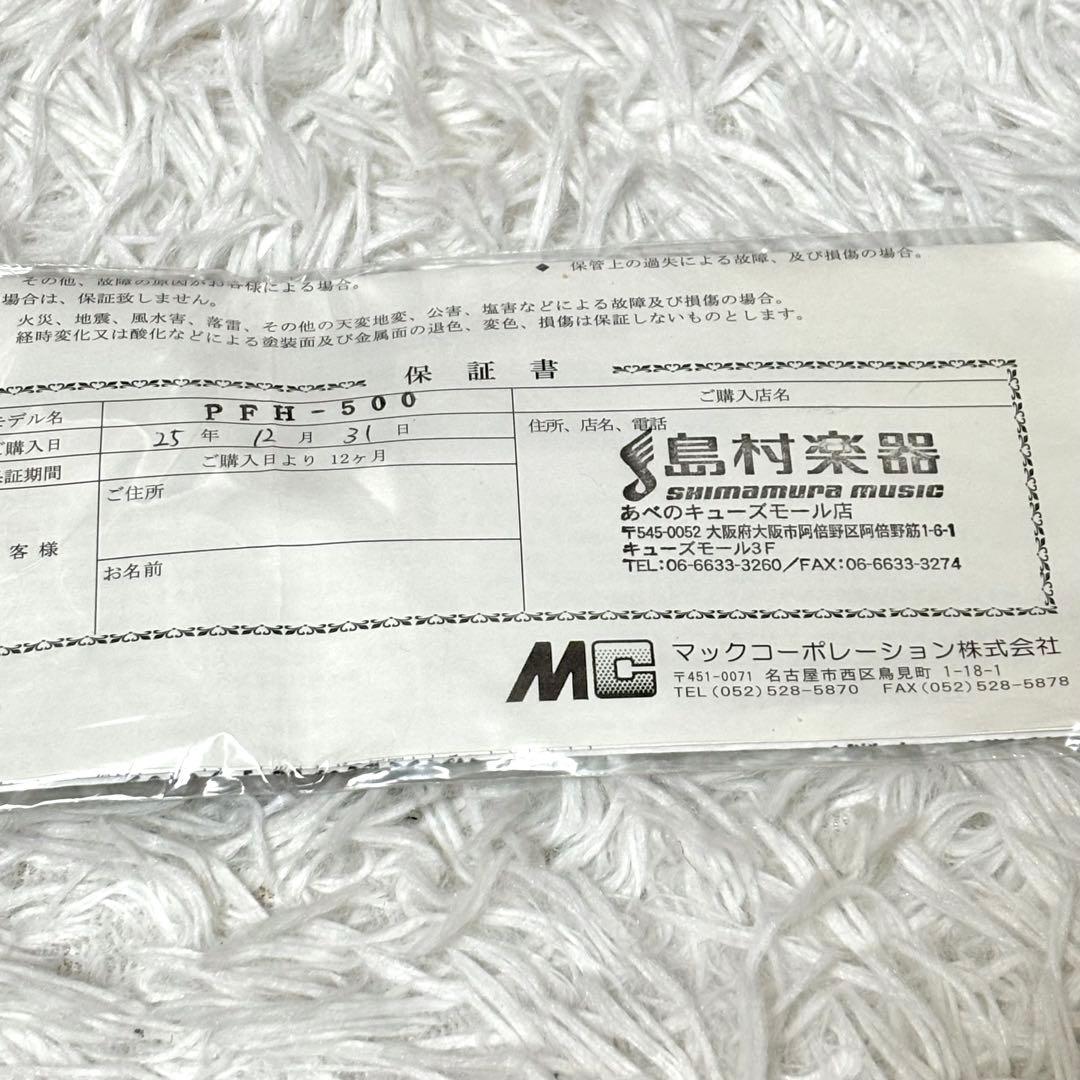 ◆ 保管上の過失による故障、及び損傷の場合。
その他、故障の原因がお客様による場合。
場合は、保証致しません。
火災、地震、風水害、落雷、その他の天変地変、公害、塩害などによる故障及び損傷の場合。
経時変化又は酸化などによる塗装面及び金属面の退色、変色、損傷は保証しないものとします。
保証書
モデル名 PFH-500
ご購入日 25年 12月 31日
保証期間 ご購入日より 12ヶ月
客様
ご住所
お名前
ご購入店名
住所、店名、電話
島村楽器
SHIMAMURA MUSIC
あべのキューズモール店
〒545-0052 大阪府大阪市阿倍野区阿倍野筋1-6-1
キューズモール3F
TEL:06-6633-3260/FAX:06-6633-3274
MC マックコーポレーション株式会社
〒451-0071 名古屋市西区鳥見町 1-18-1
TEL(052)528-5870 FAX(052)528-5878